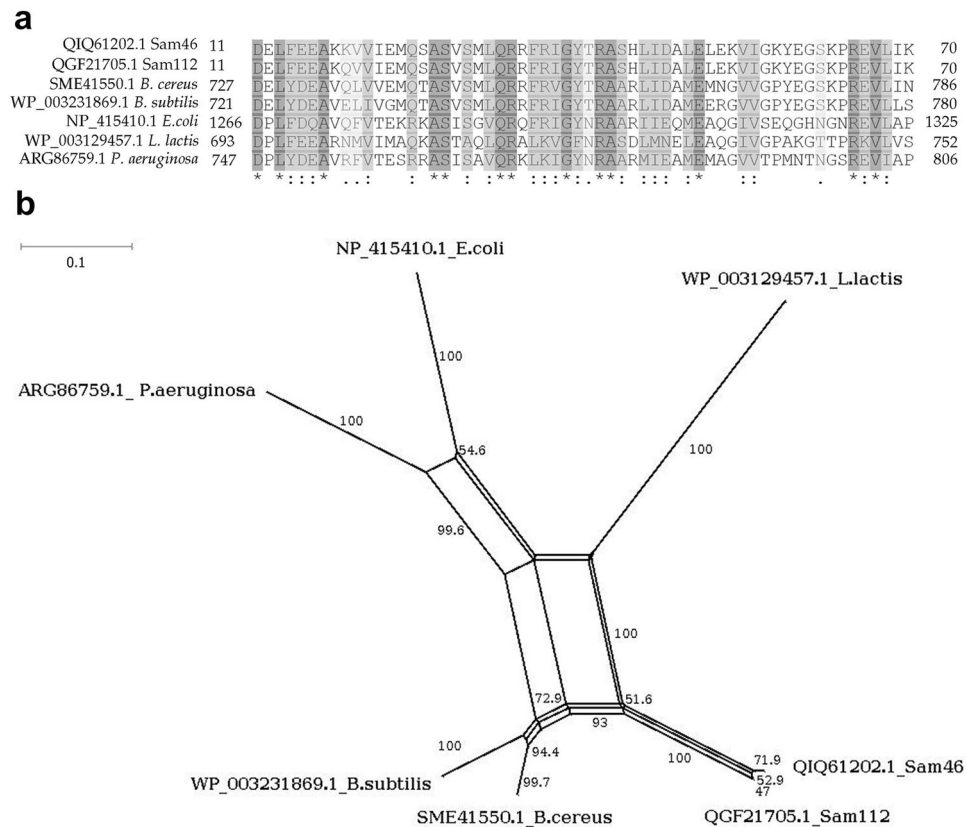 a
QIQ61202.1 Sam46 11 DELFEEAKKVVIEMQSASVSMLQRRFRIGYTRASHLIDALELEKVIGKYEGSKPREVLIK 70
QGF21705.1 Sam112 11 DELFEEAKQVVIEMQSASVSMLQRRFRIGYTRASHLIDALELEKVIGKYEGSKPREVLIK 70
SME41550.1 B. cereus 727 DELYDEAVQLVVEMQTASVSMLQRRFRVGYTRAARLIDAMEMNGVVGPYEGSKPREVLIN 786
WP_003231869.1 B. subtilis 721 DELYDEAVELIVGMQTASVSMLQRRFRIGYTRAARLIDAMEERGVVGPYEGSKPREVLLS 780
NP_415410.1 E.coli 1266 DPLFDQAVQFVTEKRKASISGVQRQFRIGYNRAARIIEQMEAQGIVSEQGHNGNREVLAP 1325
WP_003129457.1 L. lactis 693 DPLFEEARNMVIMAQKASTAQLQRALKVGFNRASDLMNELEAQGIVGPAKGTTPRKVLVS 752
ARG86759.1 P. aeruginosa 747 DPLYDEAVRFVTESRRASISAVQRKLKIGYNRAARMIEAMEMAGVVTPMNTNGSREVLAP 806
* *:::* ..: : ** : ** :::*:.**: ::: :* :: . **:*:
b
0.1
NP_415410.1_E.coli
WP_003129457.1_L.lactis
100
ARG86759.1_ P.aeruginosa
100
54.6
100
99.6
100
72.9
51.6
93
100
94.4
100
71.9
QIQ61202.1_Sam46
52.9
WP_003231869.1_B.subtilis
99.7
47
SME41550.1_B.cereus
QGF21705.1_Sam112